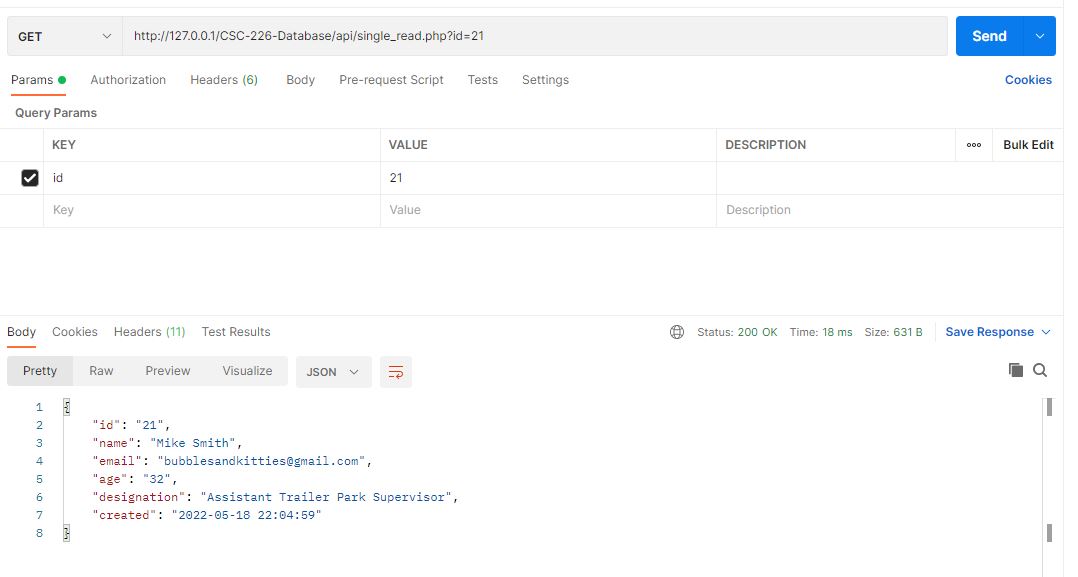 GET http://127.0.0.1/CSC-226-Database/api/single_read.php?id=21 Send
Params Authorization Headers (6) Body Pre-request Script Tests Settings Cookies
Query Params
KEY VALUE DESCRIPTION ooo Bulk Edit
id 21
Key Value Description
Body Cookies Headers (11) Test Results Status: 200 OK Time: 18 ms Size: 631 B Save Response
Pretty Raw Preview Visualize JSON
1 {
2 "id": "21",
3 "name": "Mike Smith",
4 "email": "bubblesandkitties@gmail.com",
5 "age": "32",
6 "designation": "Assistant Trailer Park Supervisor",
7 "created": "2022-05-18 22:04:59"
8 }